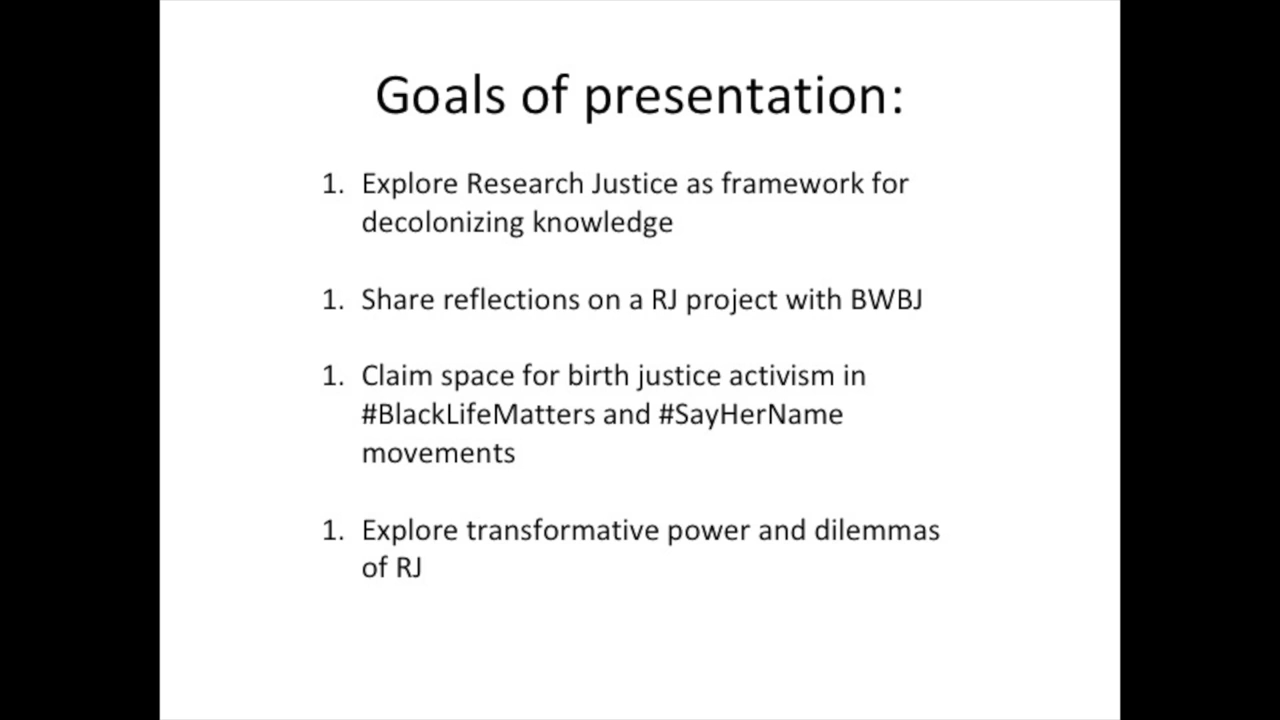 Goals of presentation:
1. Explore Research Justice as framework for
decolonizing knowledge
1. Share reflections on a RJ project with BWBJ
1. Claim space for birth justice activism in
#BlackLifeMatters and #SayHerName
movements
1. Explore transformative power and dilemmas
of RJ